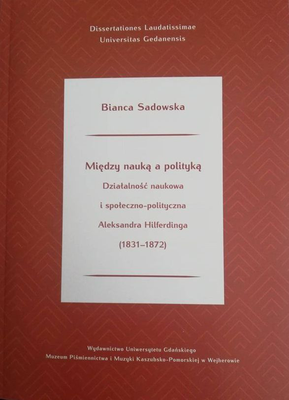 Dissertationes Laudatissimae
Universitas Gedanensis
Bianca Sadowska
Między nauką a polityką
Działalność naukowa
i społeczno-polityczna
Aleksandra Hilferdinga
(1831–1872)
Wydawnictwo Uniwersytetu Gdańskiego
Muzeum Piśmiennictwa i Muzyki Kaszubsko-Pomorskiej w Wejherowie